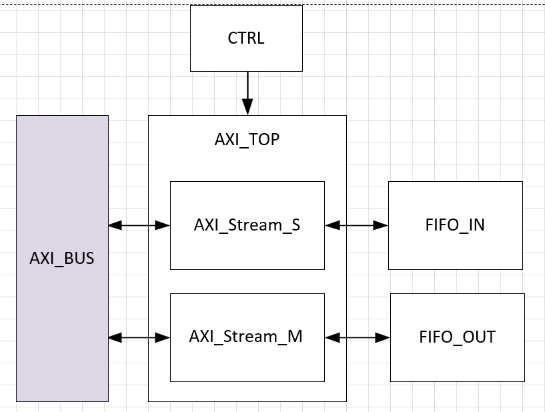 CTRL
AXI_TOP
AXI_Stream_S
FIFO_IN
AXI_BUS
AXI_Stream_M
FIFO_OUT